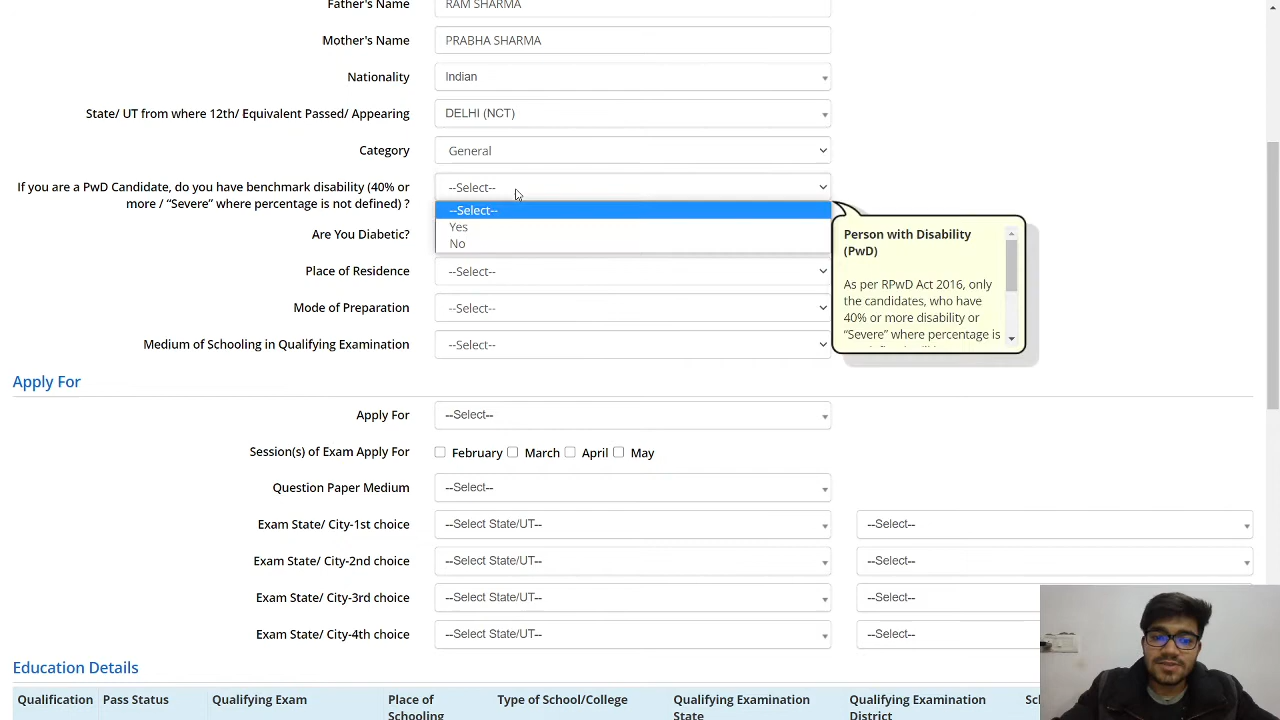 Father's Name
RAM SHARMA
Mother's Name
PRABHA SHARMA
Nationality
Indian
State/ UT from where 12th/ Equivalent Passed/ Appearing
DELHI (NCT)
Category
General
If you are a PwD Candidate, do you have benchmark disability (40% or
more / “Severe” where percentage is not defined) ?
--Select--
--Select--
Yes
No
Person with Disability
(PwD)
As per RPwD Act 2016, only
the candidates, who have
40% or more disability or
“Severe” where percentage is
Are You Diabetic?
Place of Residence
--Select--
Mode of Preparation
--Select--
Medium of Schooling in Qualifying Examination
--Select--
Apply For
Apply For
--Select--
Session(s) of Exam Apply For
February March April May
Question Paper Medium
--Select--
Exam State/ City-1st choice
--Select State/UT--
--Select--
Exam State/ City-2nd choice
--Select State/UT--
--Select--
Exam State/ City-3rd choice
--Select State/UT--
--Select--
Exam State/ City-4th choice
--Select State/UT--
--Select--
Education Details
Qualification
Pass Status
Qualifying Exam
Place of
Schooling
Type of School/College
Qualifying Examination
State
Qualifying Examination
District